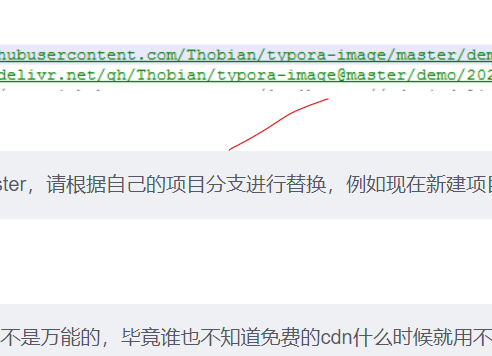 hubusercontent.com/Thobian/typora-image/master/dem
delivr.net/gh/Thobian/typora-image@master/demo/202
ster，请根据自己的项目分支进行替换，例如现在新建项目
不是万能的，毕竟谁也不知道免费的cdn什么时候就用不